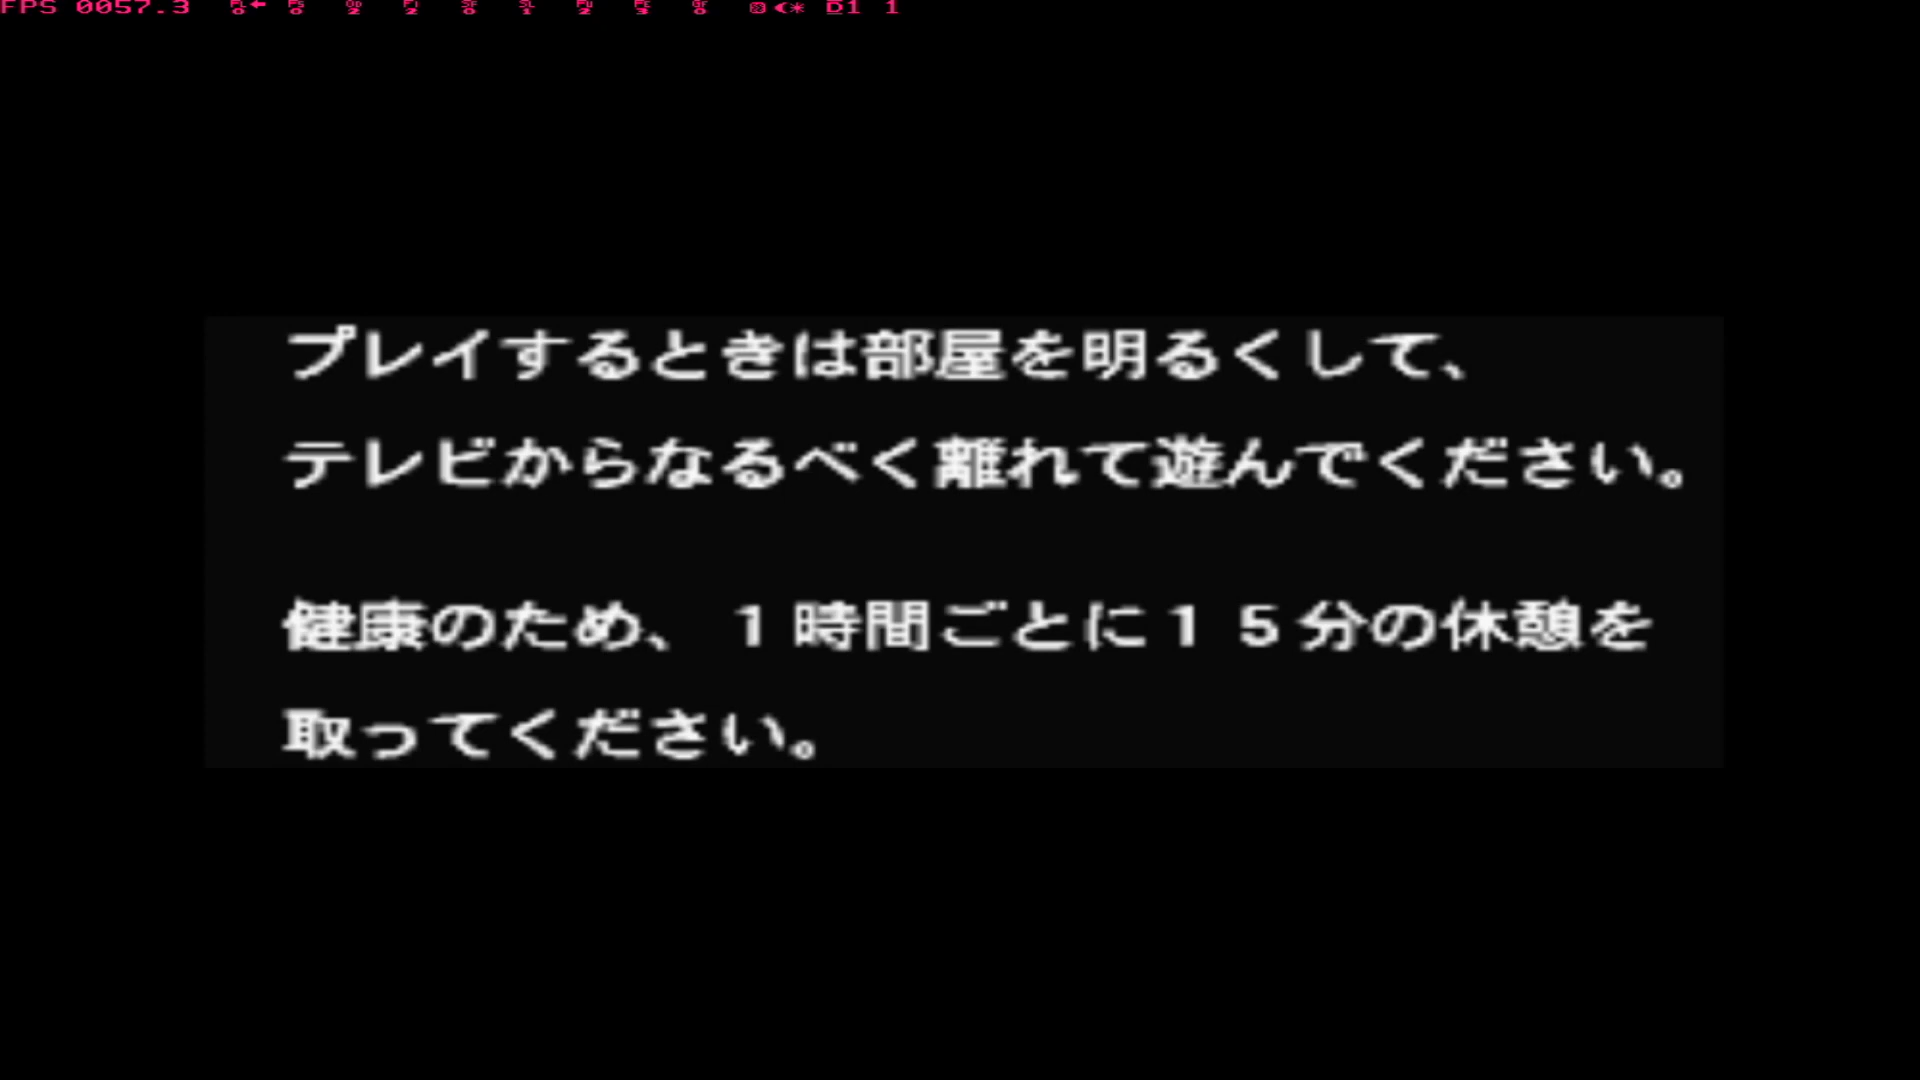 FPS 0057.3
プレイするときは部屋を明るくして、
テレビからなるべく離れて遊んでください。
健康のため、1時間ごとに15分の休憩を
取ってください。